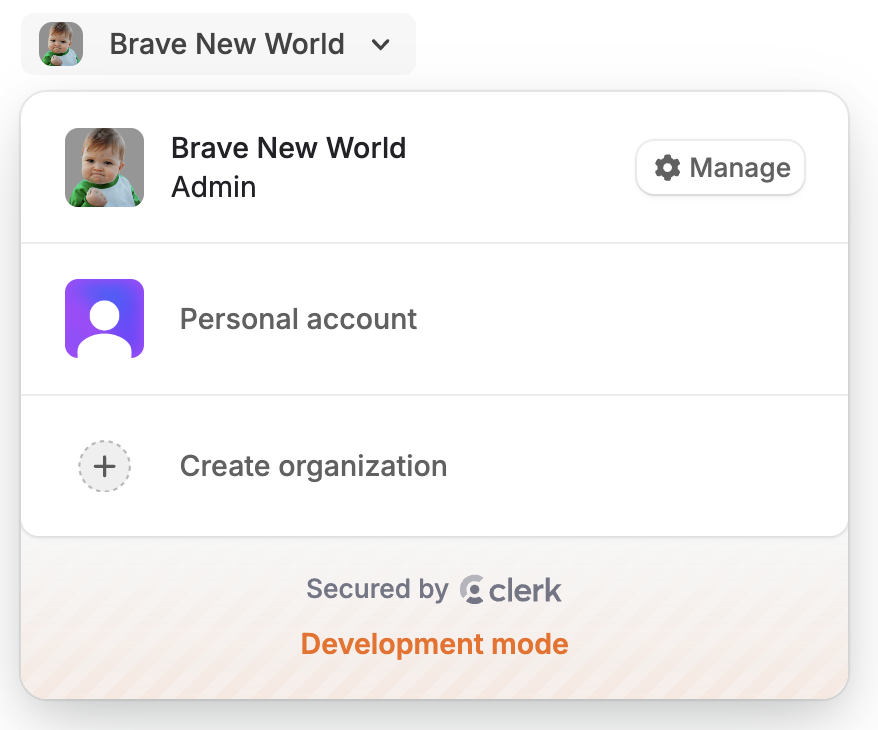 Brave New World
Brave New World
Admin
Manage
Personal account
Create organization
Secured by clerk
Development mode